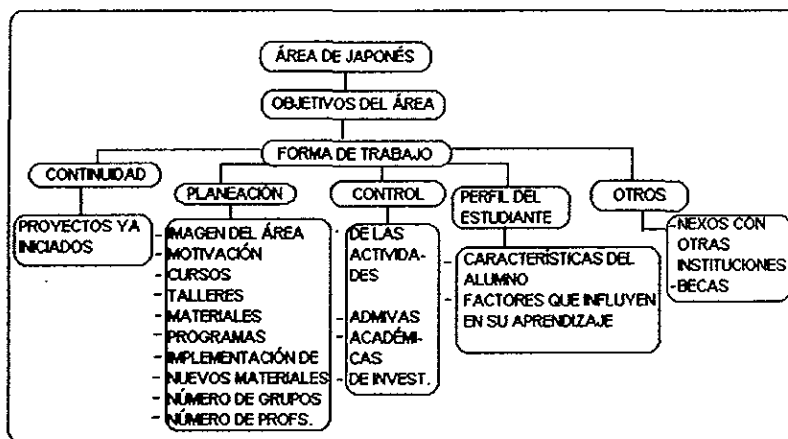 ÁREA DE JAPONÉS
OBJETIVOS DEL ÁREA
FORMA DE TRABAJO
CONTINUIDAD
PROYECTOS YA
INICIADOS
PLANEACIÓN
- IMAGEN DEL ÁREA
- MOTIVACIÓN
- CURSOS
- TALLERES
- MATERIALES
- PROGRAMAS
- IMPLEMENTACIÓN DE
- NUEVOS MATERIALES
- NÚMERO DE GRUPOS
- NÚMERO DE PROFS.
CONTROL
DE LAS
ACTIVIDA-
DES
- ADMIVAS
- ACADÉMI-
CAS
- DE INVEST.
PERFIL DEL
ESTUDIANTE
- CARACTERÍSTICAS DEL
ALUMNO
- FACTORES QUE INFLUYEN
EN SU APRENDIZAJE
OTROS
-NEXOS CON
OTRAS
INSTITUCIONES
-BECAS